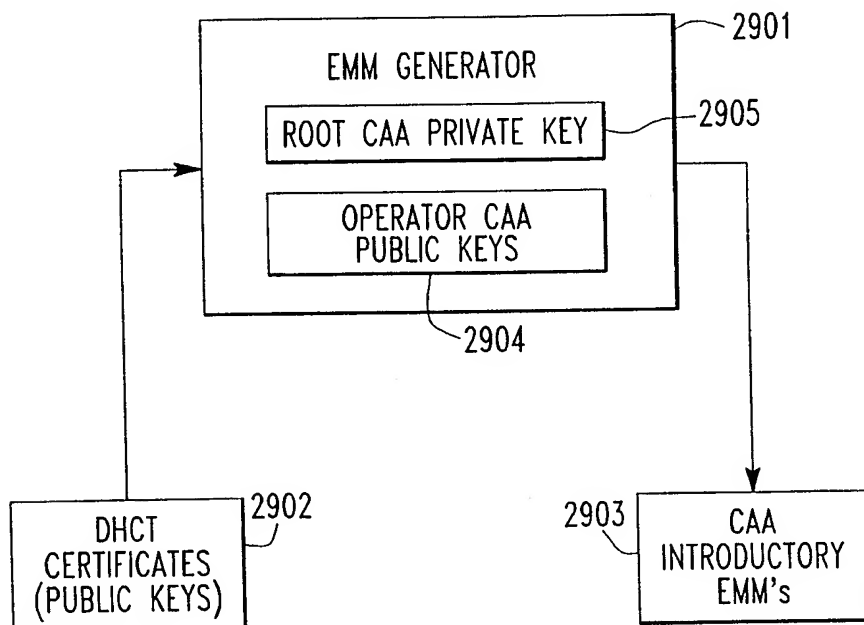 2901
EMM GENERATOR
ROOT CAA PRIVATE KEY
2905
OPERATOR CAA
PUBLIC KEYS
2904
DHCT
CERTIFICATES
(PUBLIC KEYS)
2902
2903
CAA
INTRODUCTORY
EMM's